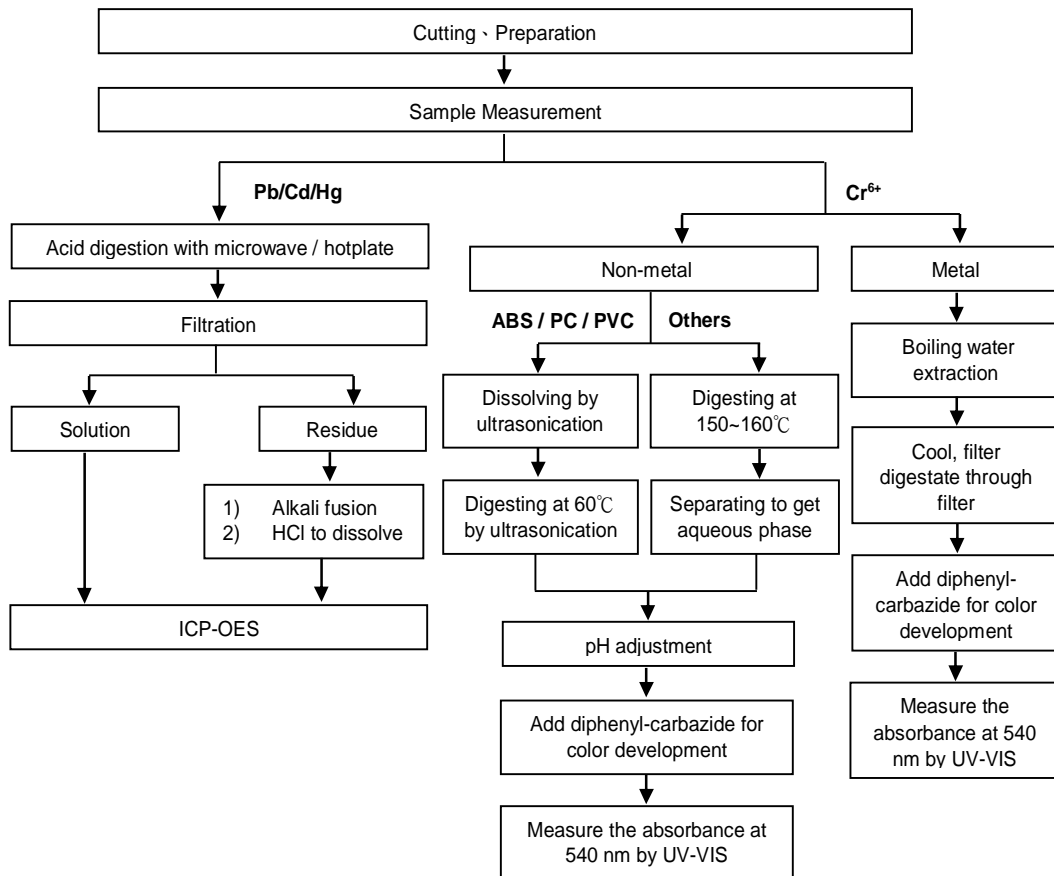 Cutting、Preparation
Sample Measurement
Pb/Cd/Hg
Acid digestion with microwave / hotplate
Filtration
Solution
Residue
1) Alkali fusion
2) HCl to dissolve
ICP-OES
Cr⁶⁺
Non-metal
ABS / PC / PVC
Others
Dissolving by
ultrasonication
Digesting at 60℃
by ultrasonication
Digesting at
150~160℃
Separating to get
aqueous phase
pH adjustment
Add diphenyl-carbazide for
color development
Measure the absorbance at
540 nm by UV-VIS
Metal
Boiling water
extraction
Cool, filter
digestate through
filter
Add diphenyl-
carbazide for color
development
Measure the
absorbance at 540
nm by UV-VIS